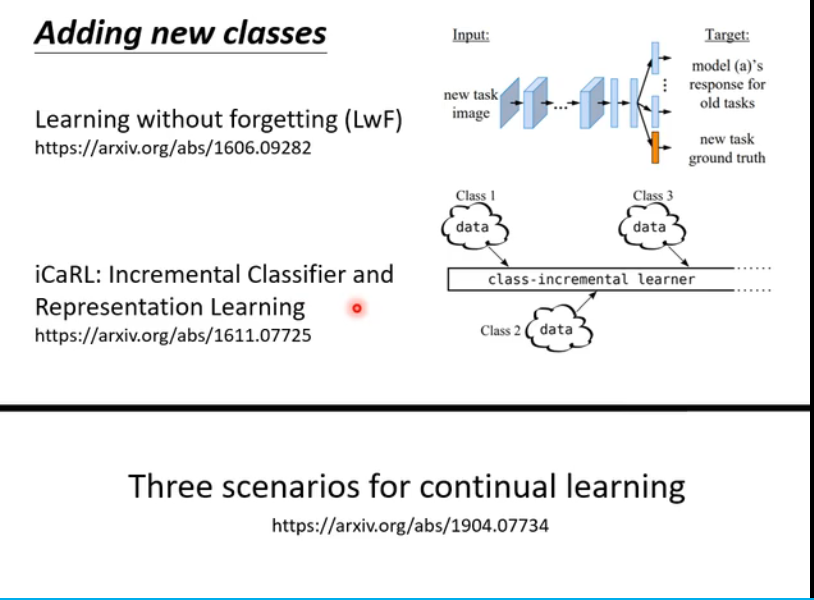 Adding new classes
Learning without forgetting (LwF)
https://arxiv.org/abs/1606.09282
Input:
Target:
new task
image
...
model (a)'s
response for
old tasks
new task
ground truth
iCaRL: Incremental Classifier and
Representation Learning
https://arxiv.org/abs/1611.07725
Class 1
data
Class 3
data
class-incremental learner
Class 2
data
Three scenarios for continual learning
https://arxiv.org/abs/1904.07734